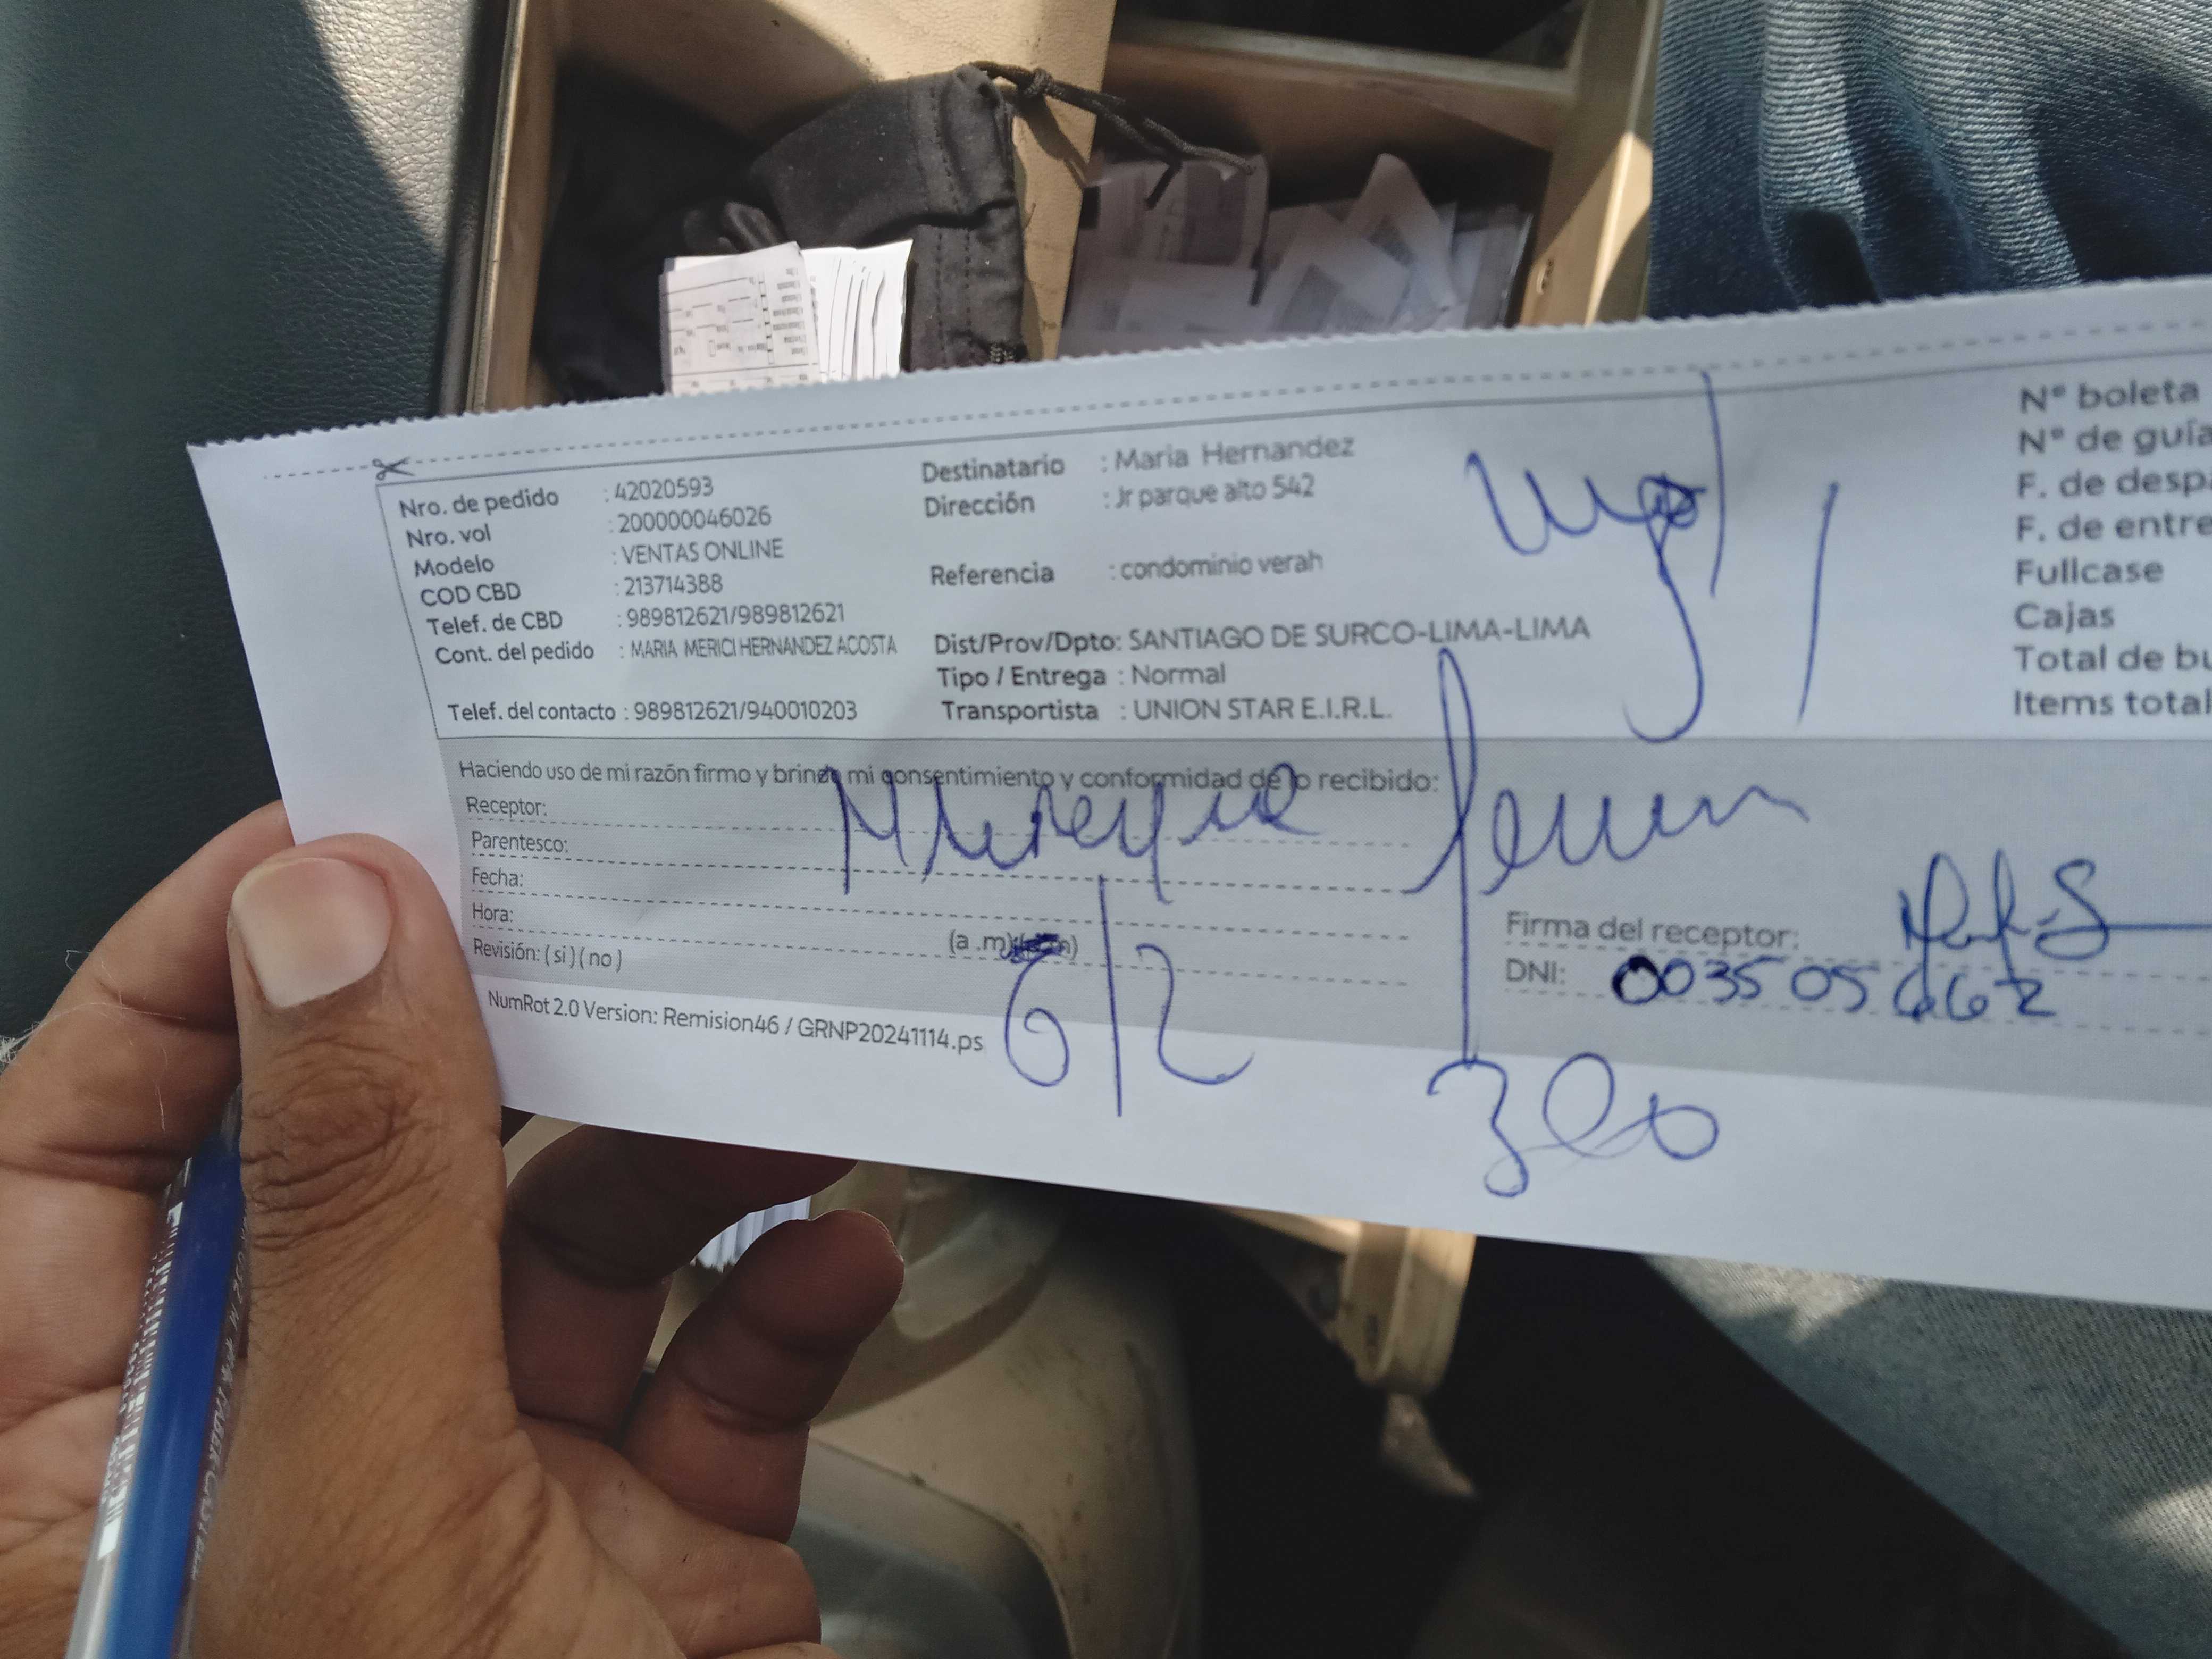 Nro. de pedido : 42020593
Nro. vol : 200000046026
Modelo : VENTAS ONLINE
COD CBD : 213714388
Telef. de CBD : 989812621/989812621
Cont. del pedido : MARIA MERICI HERNANDEZ ACOSTA
Telef. del contacto : 989812621/940010203
Destinatario : Maria Hernandez
Dirección : Jr parque alto 542
Referencia : condominio verah
Dist/Prov/Dpto: SANTIAGO DE SURCO-LIMA-LIMA
Tipo / Entrega : Normal
Transportista : UNION STAR E.I.R.L.
N° boleta
N° de guía
F. de desp
F. de entre
Fullcase
Cajas
Total de bu
Items total
Haciendo uso de mi razón firmo y brindo mi consentimiento y conformidad de lo recibido:
Receptor:
Parentesco:
Fecha:
Hora: (a .m)
Revisión: ( si ) ( no )
6/2
Firma del receptor:
DNI:
NumRot 2.0 Version: Remision46 / GRNP20241114.ps